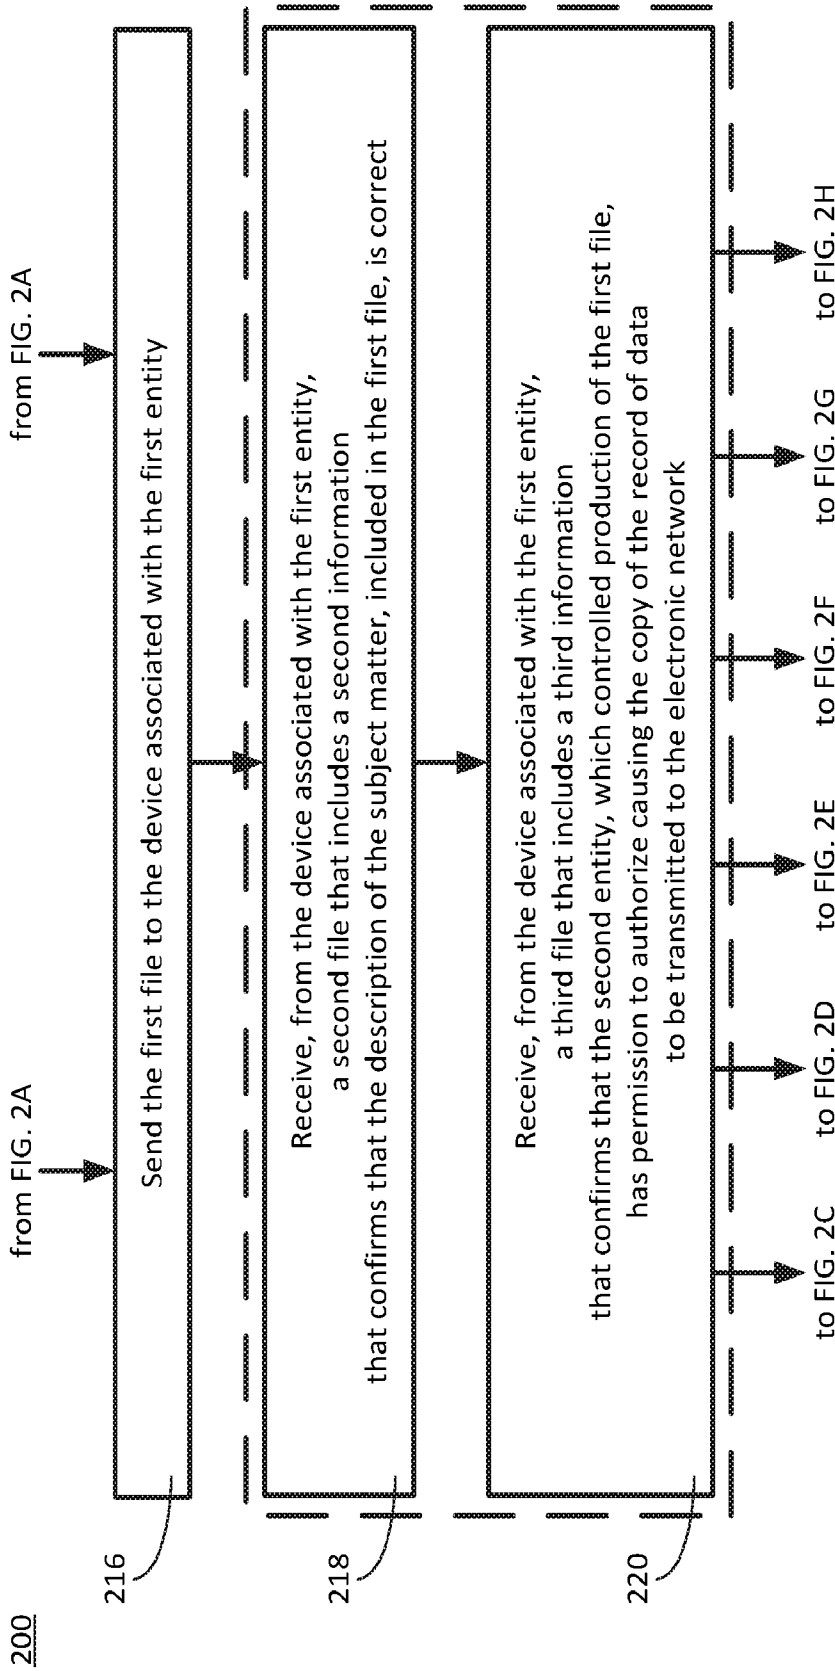 200
from FIG. 2A
from FIG. 2A
216
Send the first file to the device associated with the first entity
218
Receive, from the device associated with the first entity,
a second file that includes a second information
that confirms that the description of the subject matter, included in the first file, is correct
220
Receive, from the device associated with the first entity,
a third file that includes a third information
that confirms that the second entity, which controlled production of the first file,
has permission to authorize causing the copy of the record of data
to be transmitted to the electronic network
to FIG. 2C
to FIG. 2D
to FIG. 2E
to FIG. 2F
to FIG. 2G
to FIG. 2H